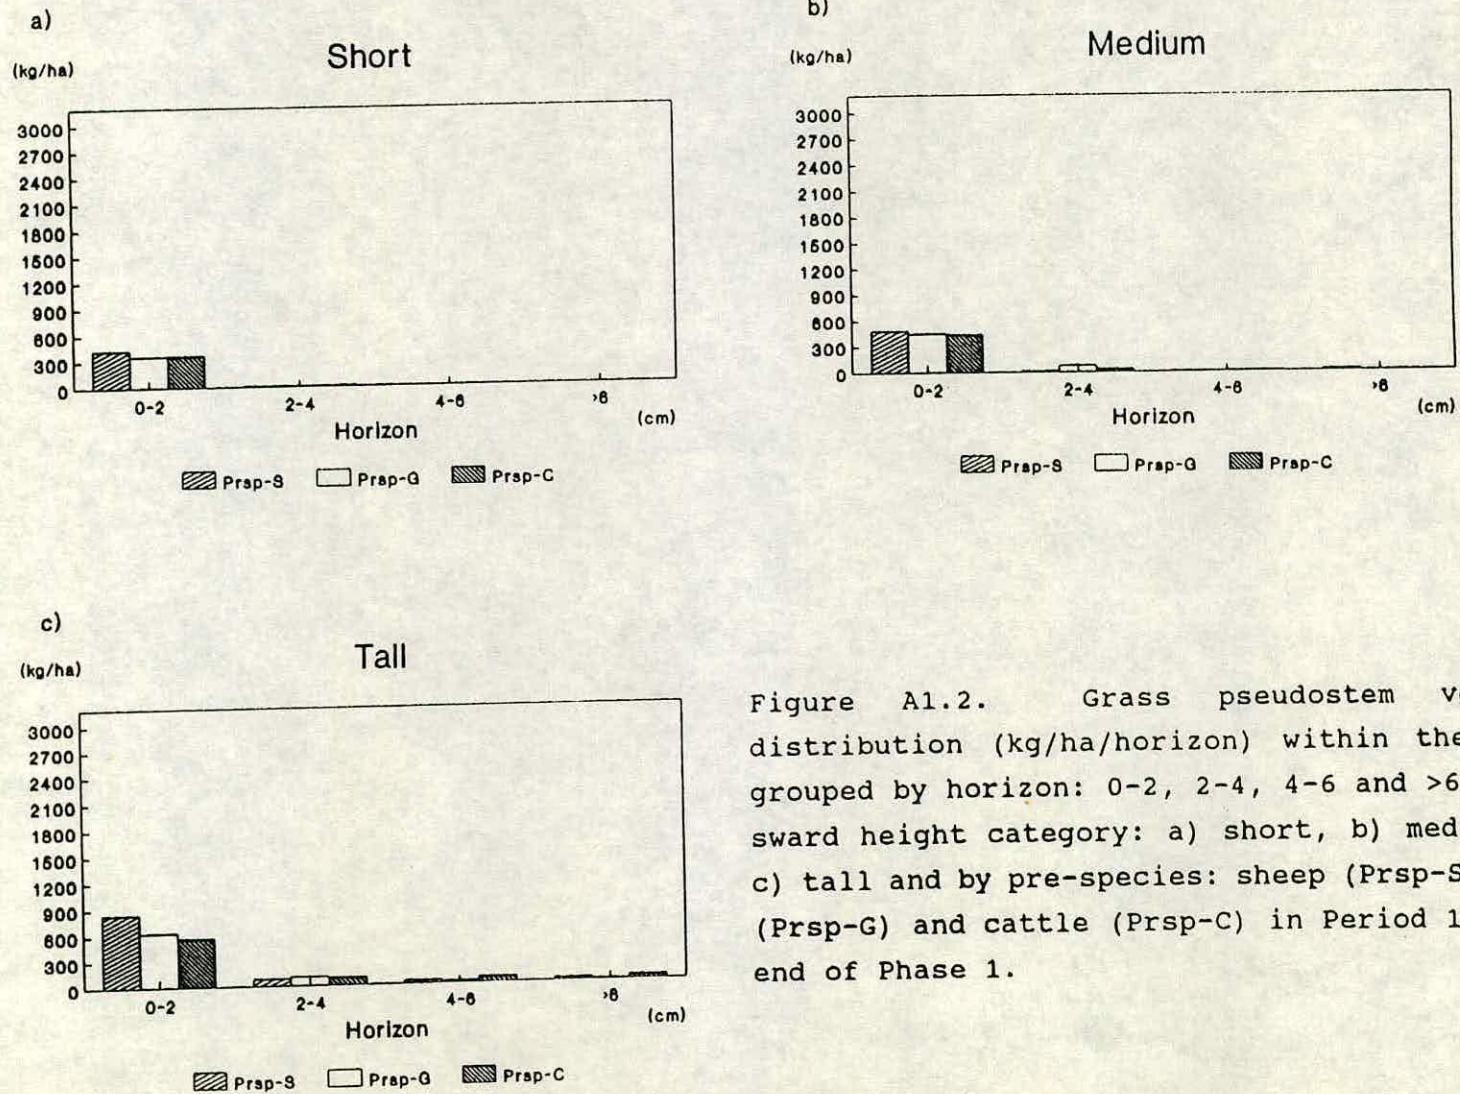 a)
Short
(kg/ha)
3000
2700
2400
2100
1800
1500
1200
900
600
300
0
0-2
2-4
4-6
>6
Horizon
(cm)
Prsp-S Prsp-G Prsp-C
b)
Medium
(kg/ha)
3000
2700
2400
2100
1800
1500
1200
900
600
300
0
0-2
2-4
4-6
>6
Horizon
(cm)
Prsp-S Prsp-G Prsp-C
c)
Tall
(kg/ha)
3000
2700
2400
2100
1800
1500
1200
900
600
300
0
0-2
2-4
4-6
>6
Horizon
(cm)
Prsp-S Prsp-G Prsp-C
Figure A1.2. Grass pseudostem
distribution (kg/ha/horizon) within the
grouped by horizon: 0-2, 2-4, 4-6 and >6
sward height category: a) short, b) med
c) tall and by pre-species: sheep (Prsp-S
(Prsp-G) and cattle (Prsp-C) in Period 1
end of Phase 1.